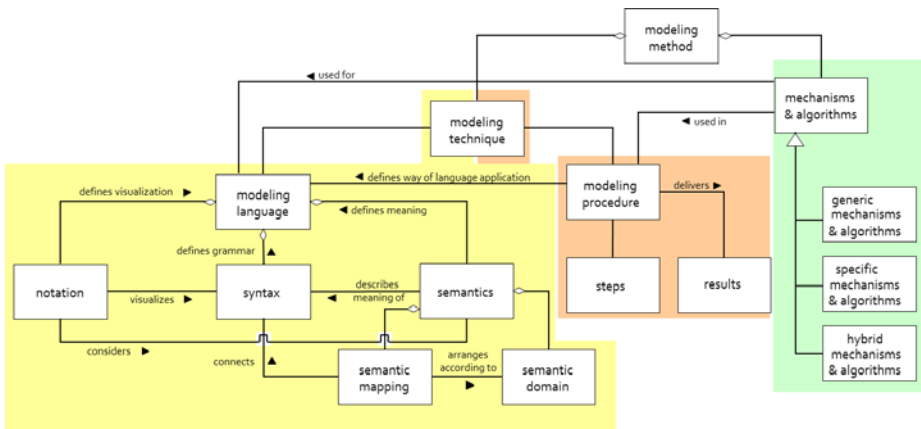 modeling
method
◄ used for
mechanisms
& algorithms
modeling
technique
◄ used in
◄ defines way of language application
modeling
procedure
delivers ►
defines visualization ►
modeling
language
◄ defines meaning
generic
mechanisms
& algorithms
defines grammar ▲
notation
visualizes ►
syntax
describes
◄ meaning of
semantics
steps
results
specific
mechanisms
& algorithms
considers ►
connects ▲
semantic
mapping
arranges
according to
►
semantic
domain
hybrid
mechanisms
& algorithms